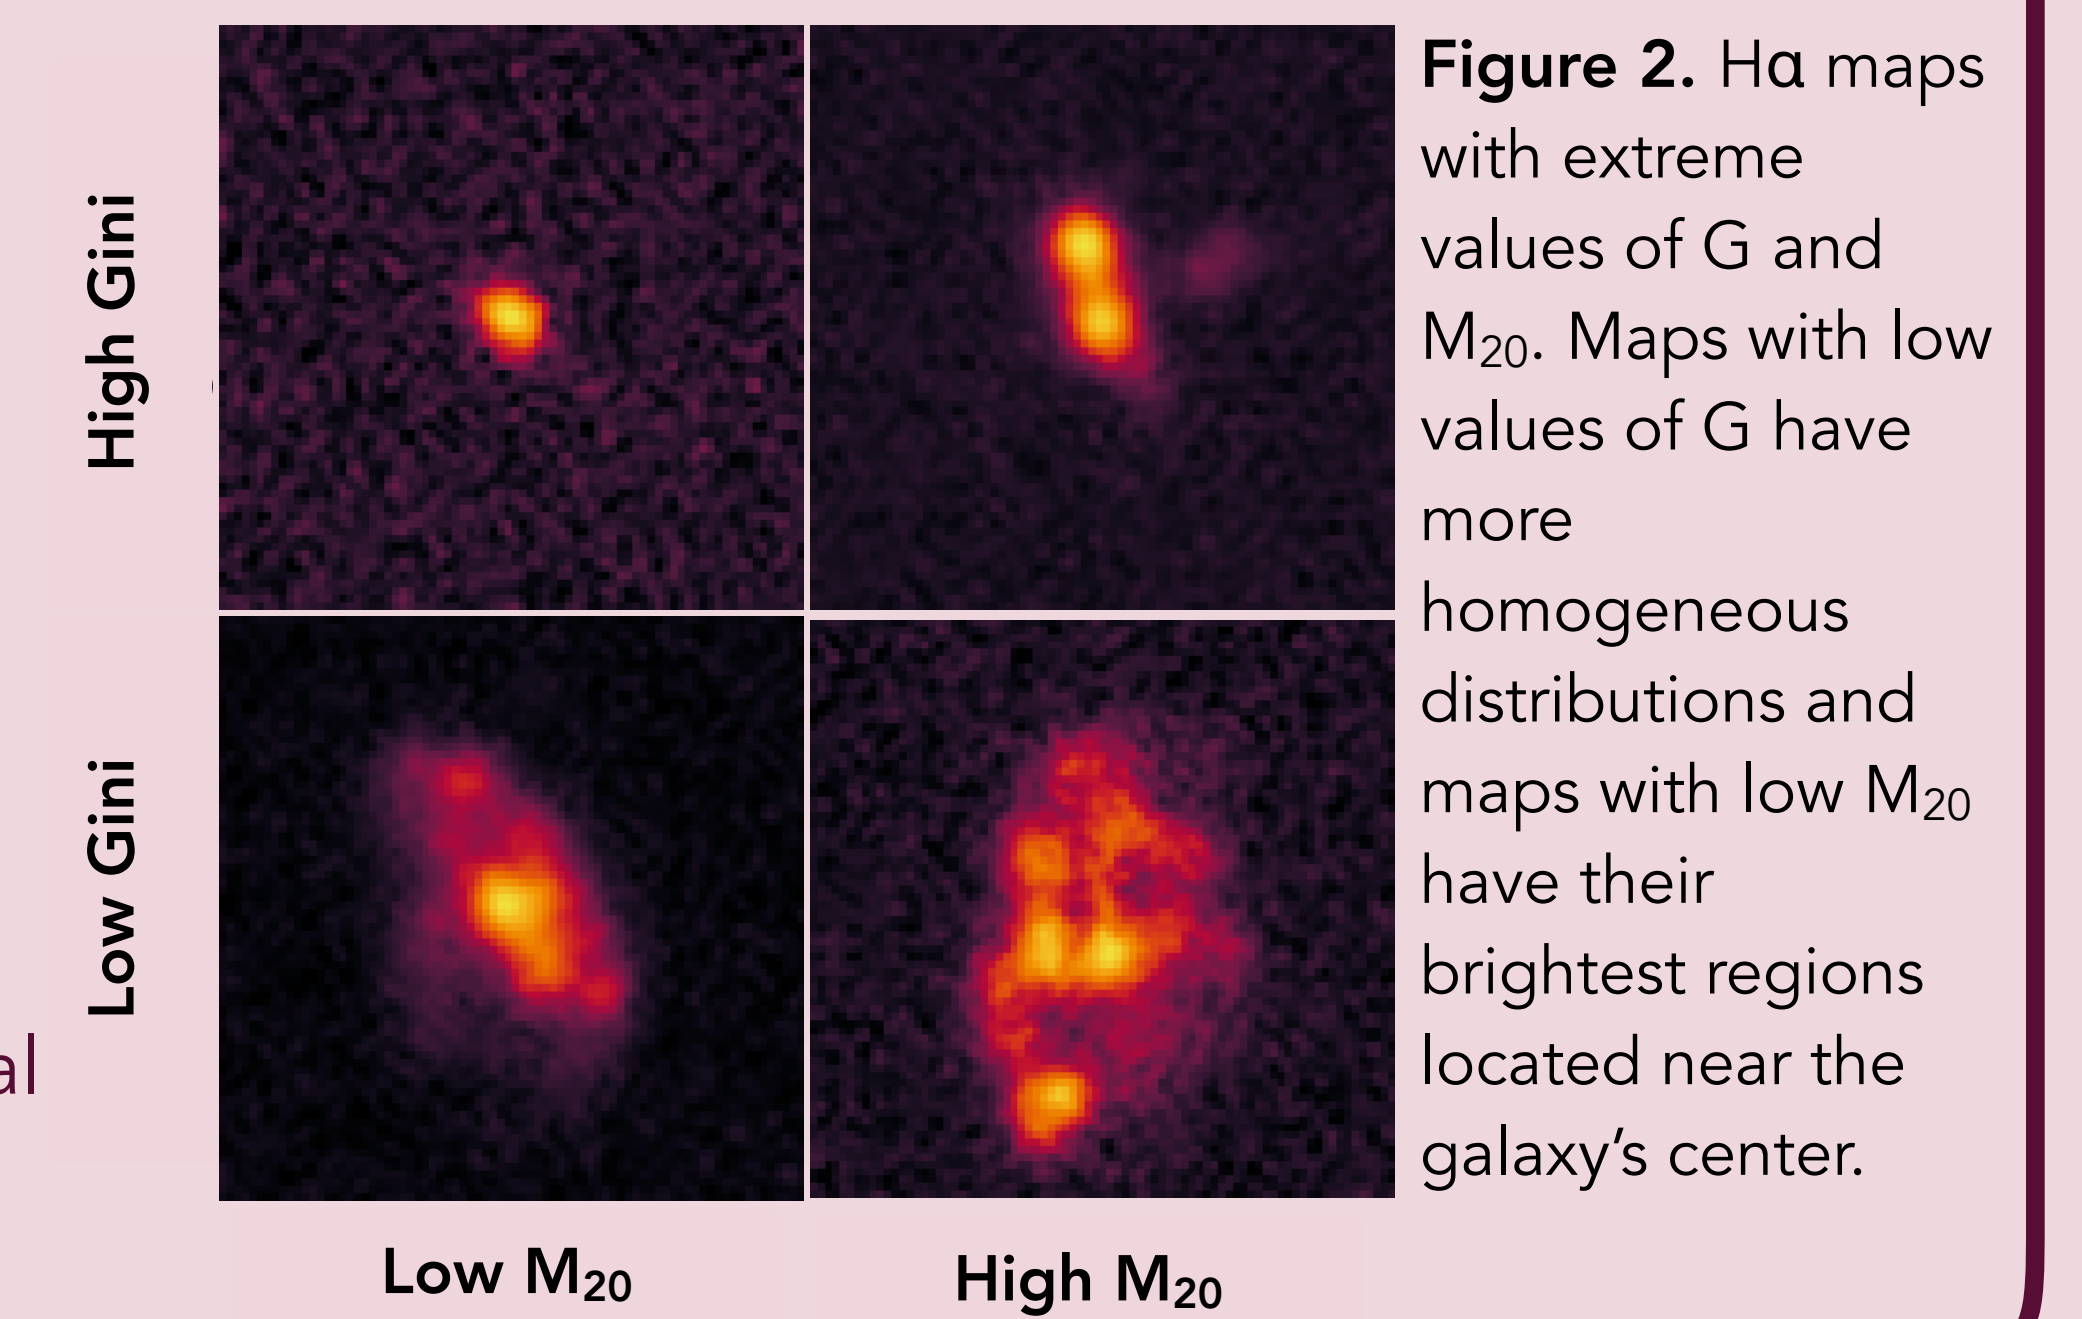 High Gini
Low Gini
al
Low M₂₀
High M₂₀
Figure 2. Hα maps
with extreme
values of G and
M₂₀. Maps with low
values of G have
more
homogeneous
distributions and
maps with low M₂₀
have their
brightest regions
located near the
galaxy’s center.